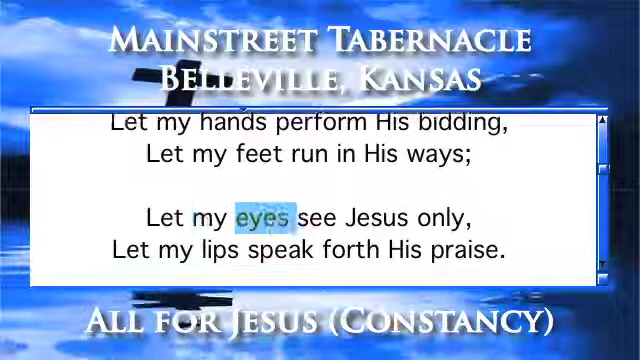 Mainstreet Tabernacle
Belleville, Kansas
Let my hands perform His bidding,
Let my feet run in His ways;
Let my eyes see Jesus only,
Let my lips speak forth His praise.
All for Jesus (Constancy)